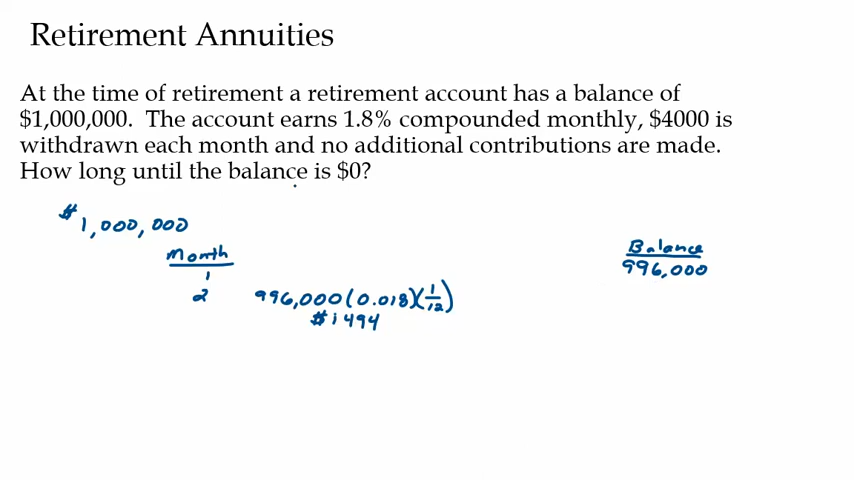 Retirement Annuities
At the time of retirement a retirement account has a balance of
$1,000,000. The account earns 1.8% compounded monthly, $4000 is
withdrawn each month and no additional contributions are made.
How long until the balance is $0?
$1,000,000
Month
Balance
1
996,000
2 996,000(0.018)(1/12)
$1494